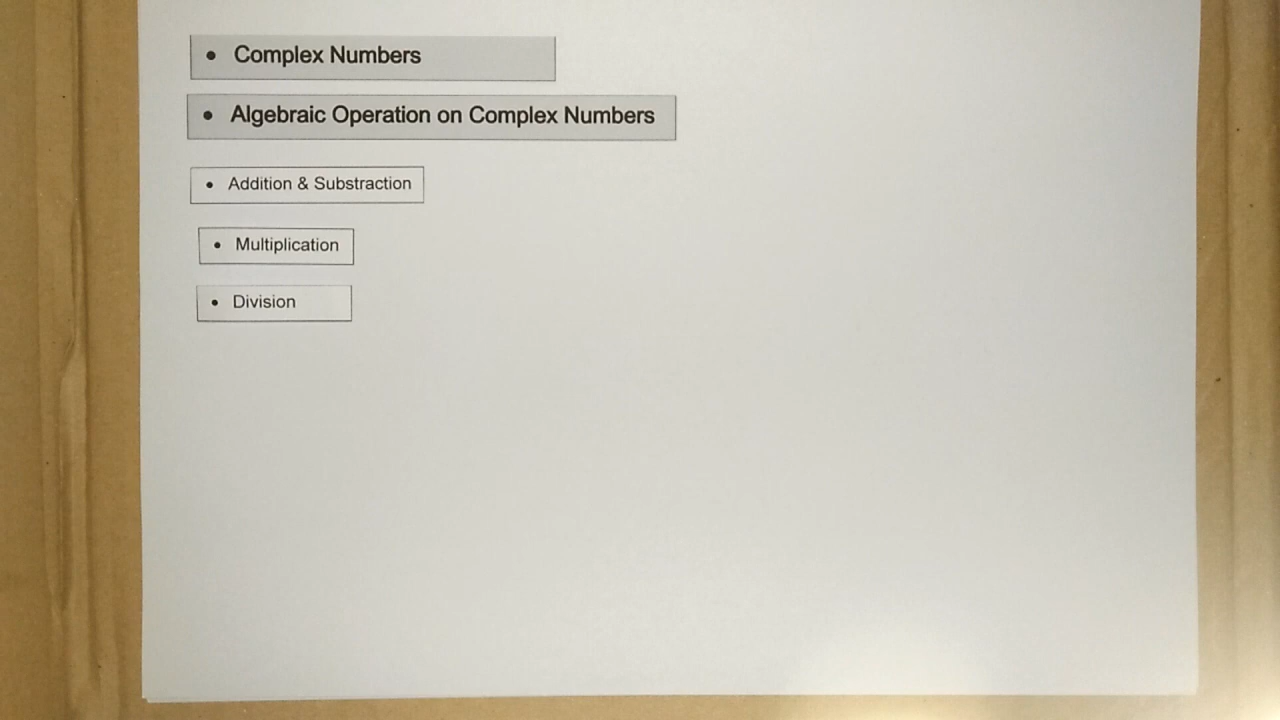 • Complex Numbers
• Algebraic Operation on Complex Numbers
• Addition & Substraction
• Multiplication
• Division